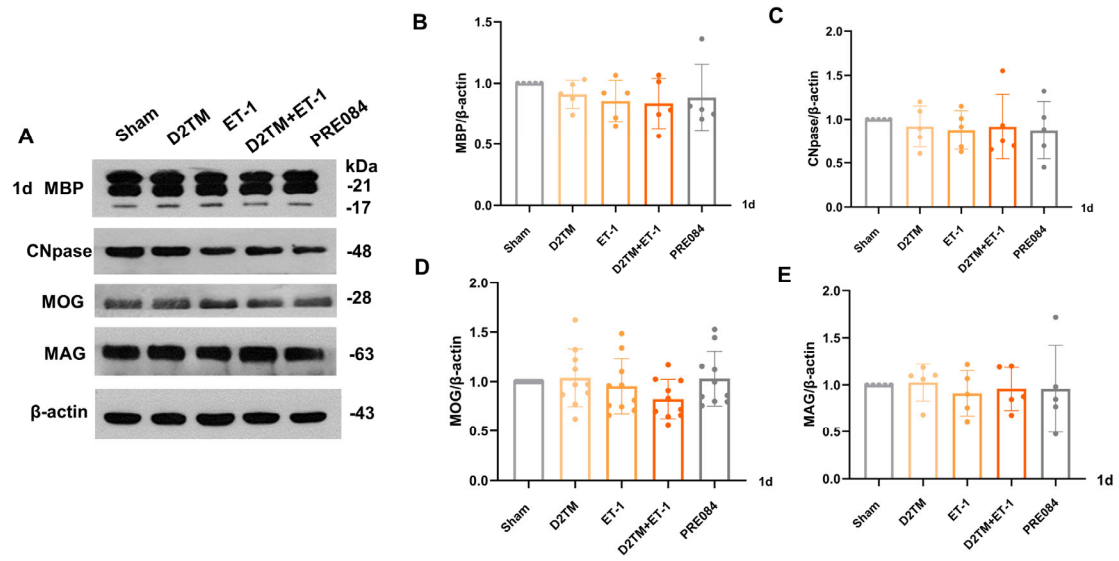 A
Sham
D2TM
ET-1
D2TM+ET-1
PRE084
kDa
1d MBP
-21
-17
CNpase
-48
MOG
-28
MAG
-63
β-actin
-43
B
MBP/β-actin
1.5
1.0
0.5
0.0
Sham
D2TM
ET-1
D2TM+ET-1
PRE084
1d
C
CNpase/β-actin
2.0
1.5
1.0
0.5
0.0
Sham
D2TM
ET-1
D2TM+ET-1
PRE084
1d
D
MOG/β-actin
2.0
1.5
1.0
0.5
0.0
Sham
D2TM
ET-1
D2TM+ET-1
PRE084
1d
E
MAG/β-actin
2.0
1.5
1.0
0.5
0.0
Sham
D2TM
ET-1
D2TM+ET-1
PRE084
1d